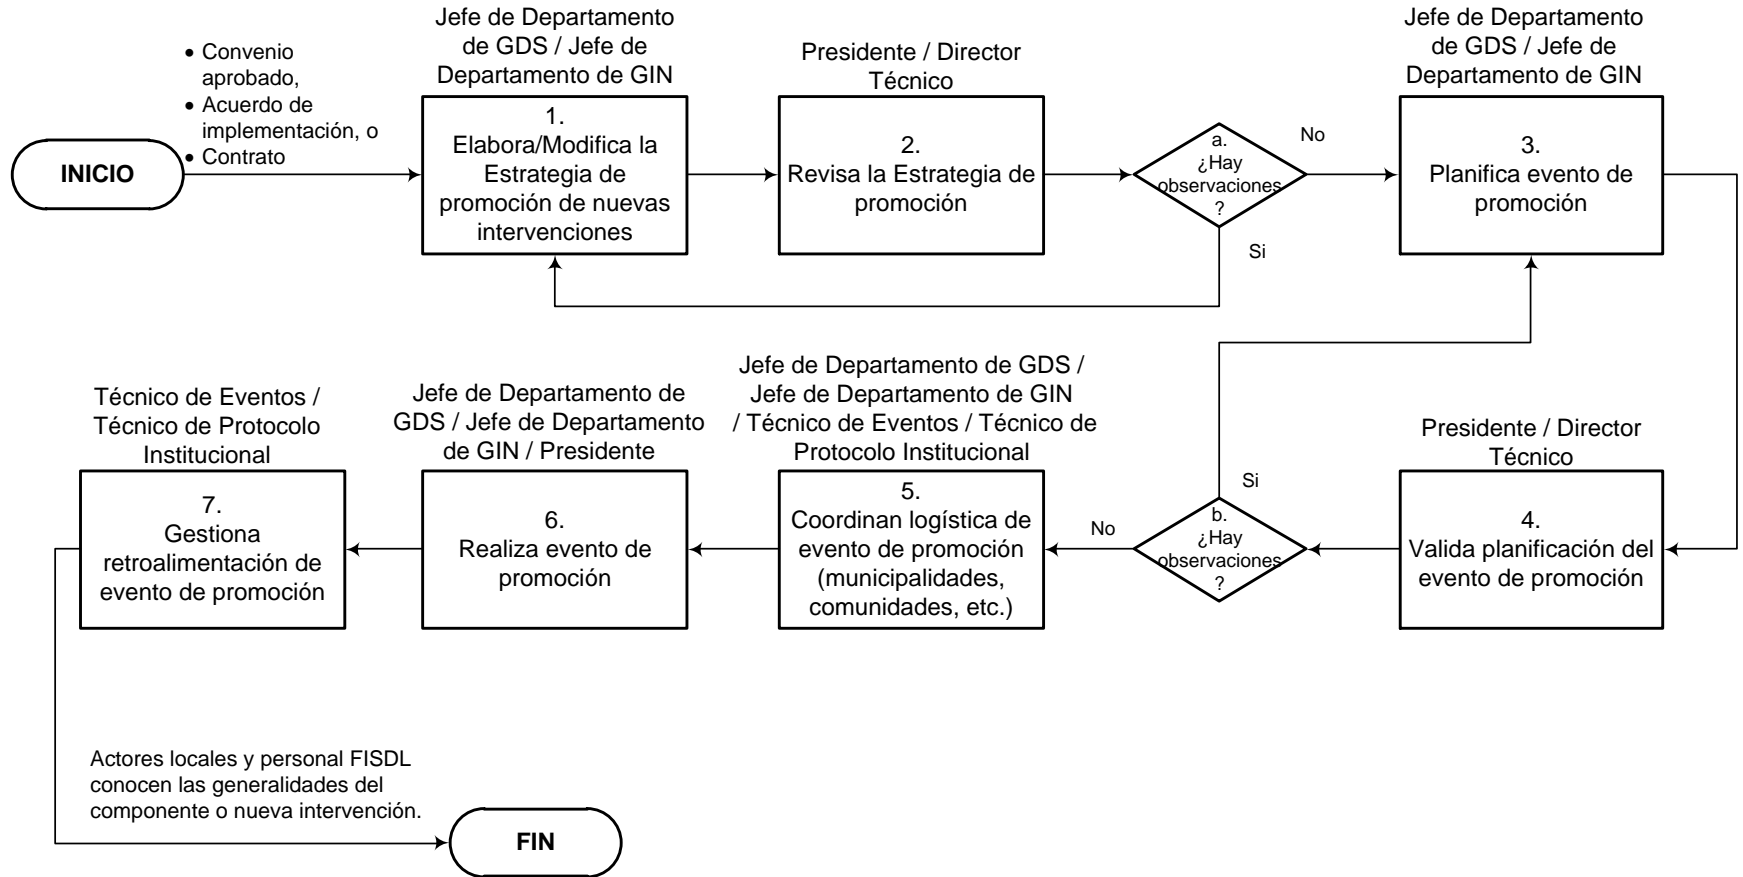 INICIO
• Convenio
aprobado,
• Acuerdo de
implementación, o
• Contrato
Jefe de Departamento
de GDS / Jefe de
Departamento de GIN
1.
Elabora/Modifica la
Estrategia de
promoción de nuevas
intervenciones
Presidente / Director
Técnico
2.
Revisa la Estrategia de
promoción
a.
¿Hay
observaciones
?
No
Si
Jefe de Departamento
de GDS / Jefe de
Departamento de GIN
3.
Planifica evento de
promoción
Presidente / Director
Técnico
4.
Valida planificación del
evento de promoción
b.
¿Hay
observaciones
?
Si
No
Jefe de Departamento de GDS /
Jefe de Departamento de GIN
/ Técnico de Eventos / Técnico de
Protocolo Institucional
5.
Coordinan logística de
evento de promoción
(municipalidades,
comunidades, etc.)
Jefe de Departamento de
GDS / Jefe de Departamento
de GIN / Presidente
6.
Realiza evento de
promoción
Técnico de Eventos /
Técnico de Protocolo
Institucional
7.
Gestiona
retroalimentación de
evento de promoción
Actores locales y personal FISDL
conocen las generalidades del
componente o nueva intervención.
FIN